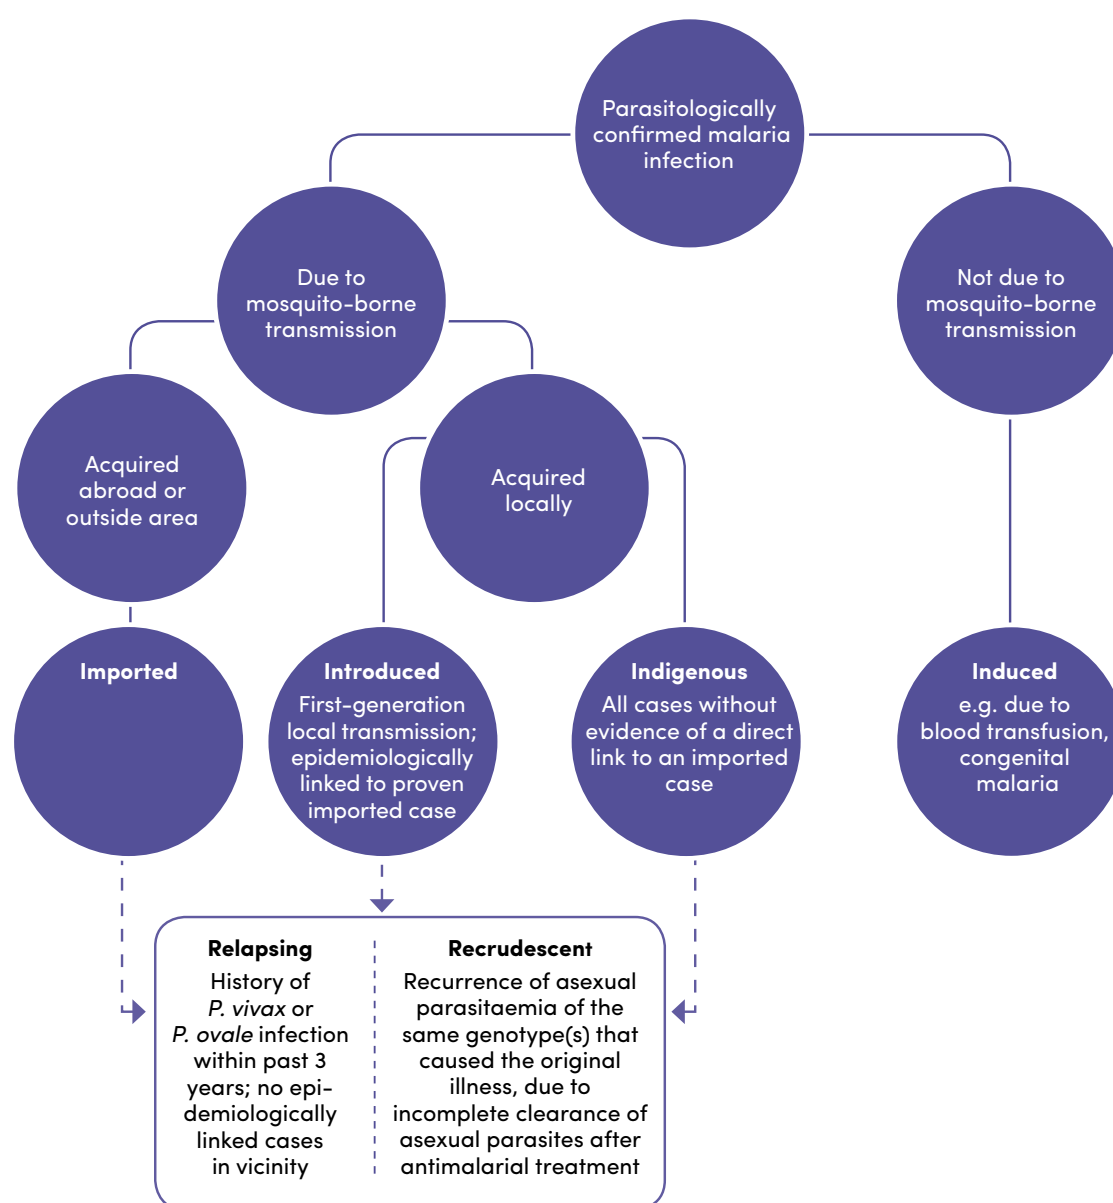 Parasitologically
confirmed malaria
infection
Due to
mosquito-borne
transmission
Not due to
mosquito-borne
transmission
Acquired
abroad or
outside area
Acquired
locally
Imported
Introduced
First-generation
local transmission;
epidemiologically
linked to proven
imported case
Indigenous
All cases without
evidence of a direct
link to an imported
case
Induced
e.g. due to
blood transfusion,
congenital
malaria
Relapsing
History of
P. vivax or
P. ovale infection
within past 3
years; no epi-
demiologically
linked cases
in vicinity
Recrudescent
Recurrence of asexual
parasitaemia of the
same genotype(s) that
caused the original
illness, due to
incomplete clearance of
asexual parasites after
antimalarial treatment